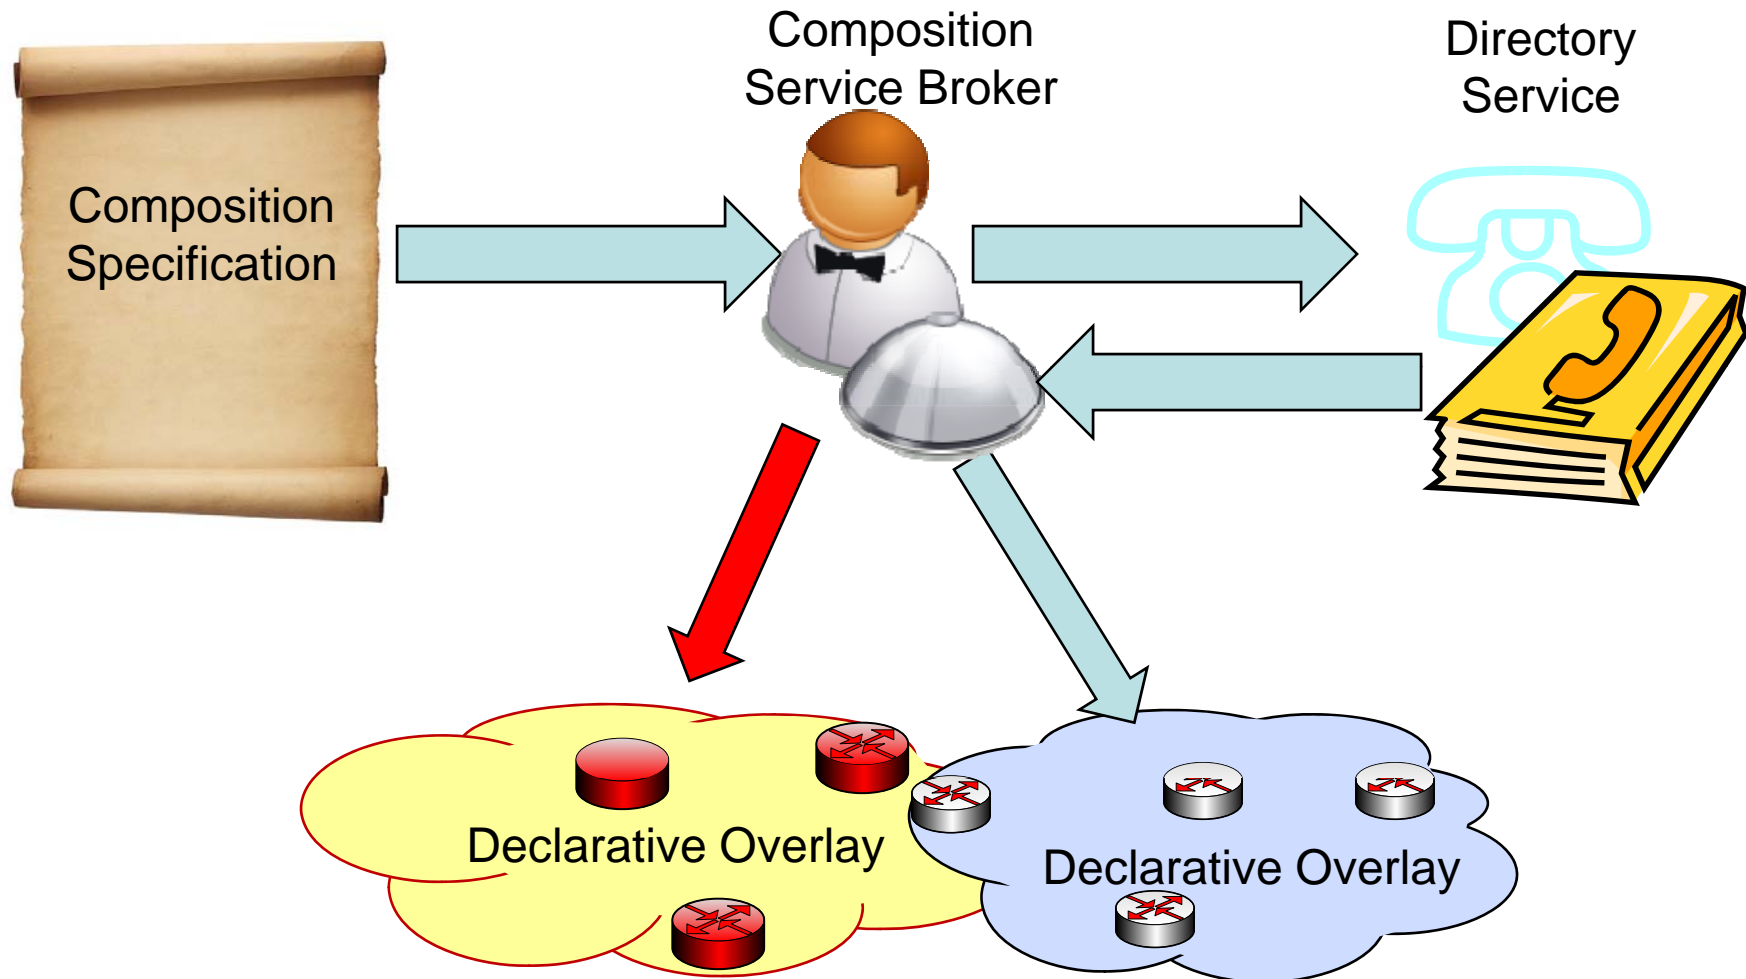 Composition
Service Broker
Directory
Service
Composition
Specification
Declarative Overlay
Declarative Overlay